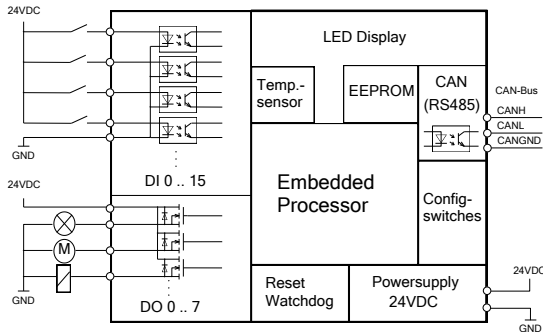 24VDC
GND
24VDC
M
GND
DI 0 .. 15
DO 0 .. 7
LED Display
Temp.-
sensor
EEPROM
CAN
(RS485)
Embedded
Processor
Config-
switches
Reset
Watchdog
Powersupply
24VDC
CAN-Bus
CANH
CANL
CANGND
24VDC
GND